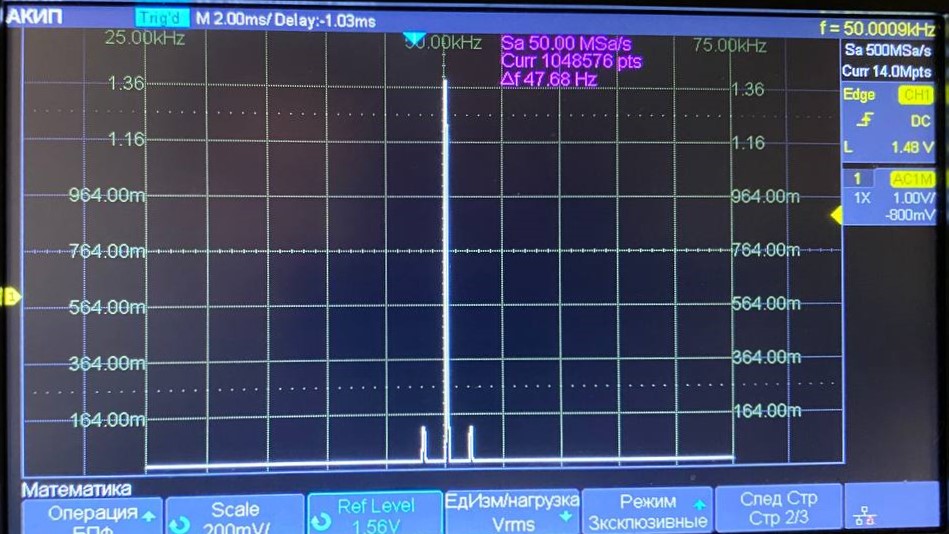 АКИП Trig'd M 2.00ms/ Delay:-1.03ms
f = 50.0009kHz
25.00kHz 50.00kHz 75.00kHz
Sa 50.00 MSa/s
Curr 1048576 pts
Δf 47.68 Hz
Sa 500MSa/s
Curr 14.0Mpts
Edge CH1
DC
L 1.48 V
1 AC1M
1X 1.00V/
-800mV
1.36 1.36
1.16 1.16
964.00m 964.00m
764.00m 764.00m
564.00m 564.00m
364.00m 364.00m
164.00m 164.00m
1
Математика
Операция
БПФ
Scale
200mV/
Ref Level
1.56V
ЕдИзм/нагрузка
Vrms
Режим
Эксклюзивные
След Стр
Стр 2/3